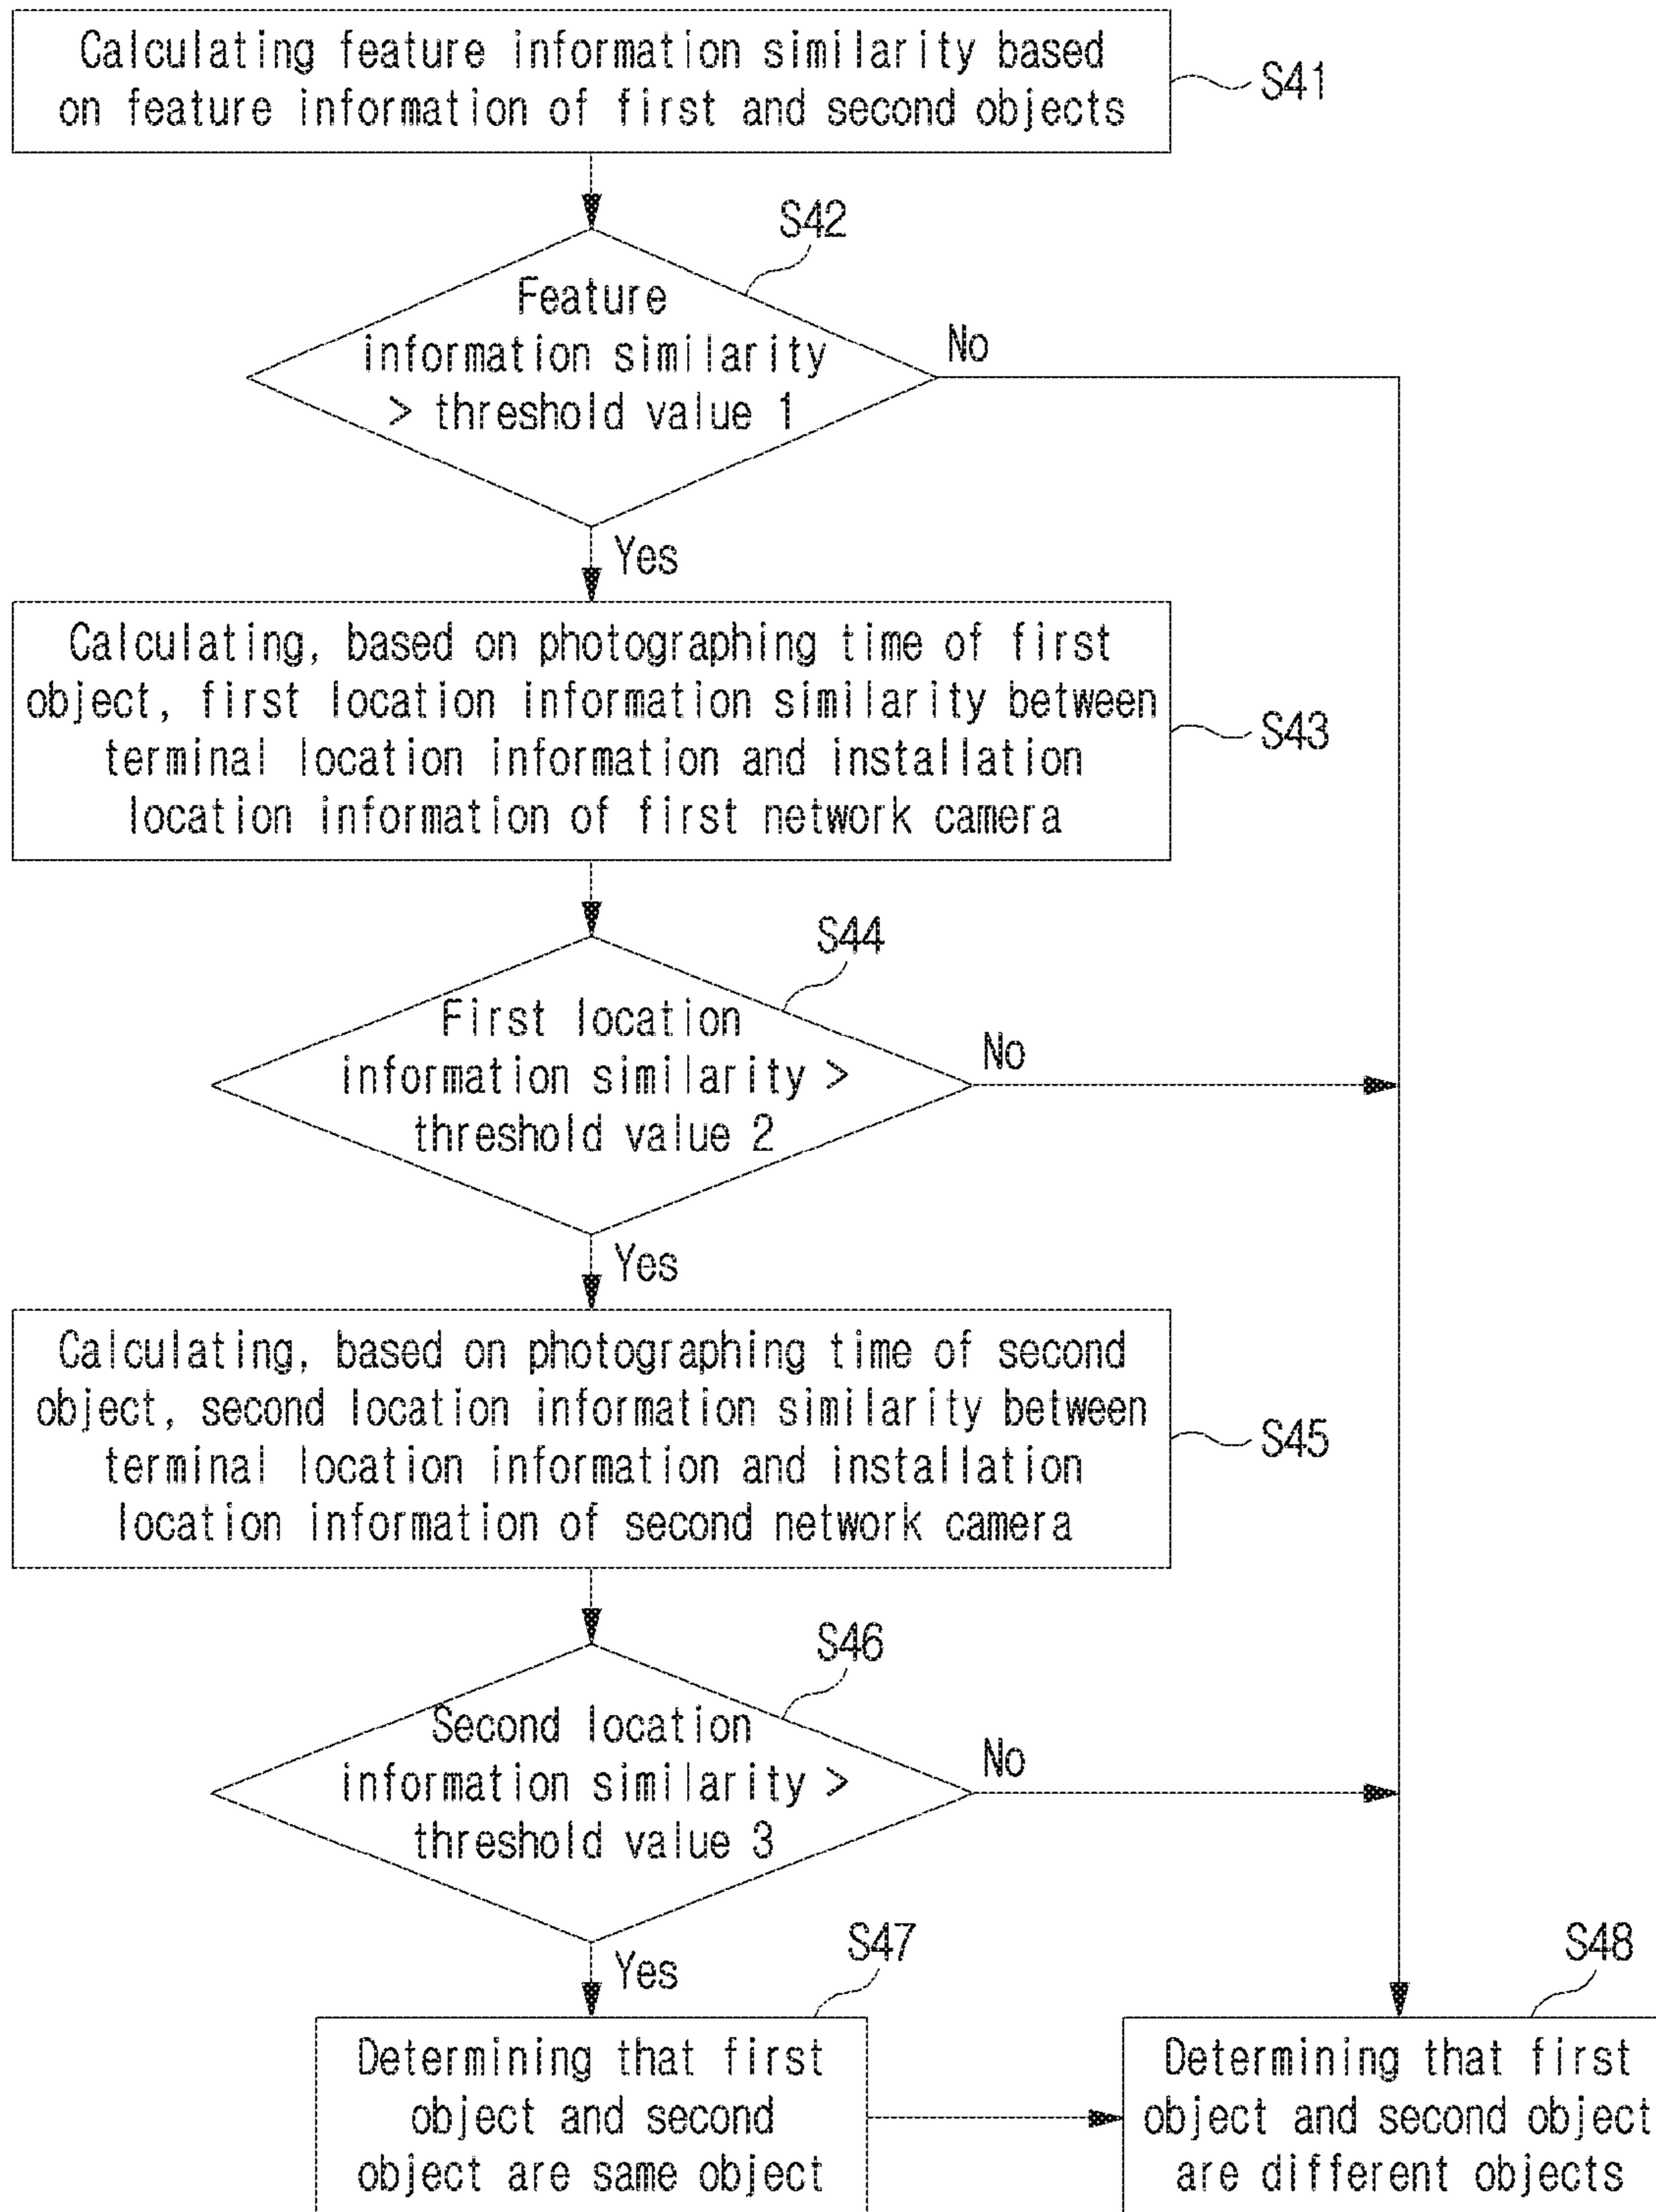 Calculating feature information similarity based
on feature information of first and second objects
S41
S42
Feature
information similarity
> threshold value 1
No
Yes
Calculating, based on photographing time of first
object, first location information similarity between
terminal location information and installation
location information of first network camera
S43
S44
First location
information similarity >
threshold value 2
No
Yes
Calculating, based on photographing time of second
object, second location information similarity between
terminal location information and installation
location information of second network camera
S45
S46
Second location
information similarity >
threshold value 3
No
Yes
S47
Determining that first
object and second
object are same object
S48
Determining that first
object and second object
are different objects